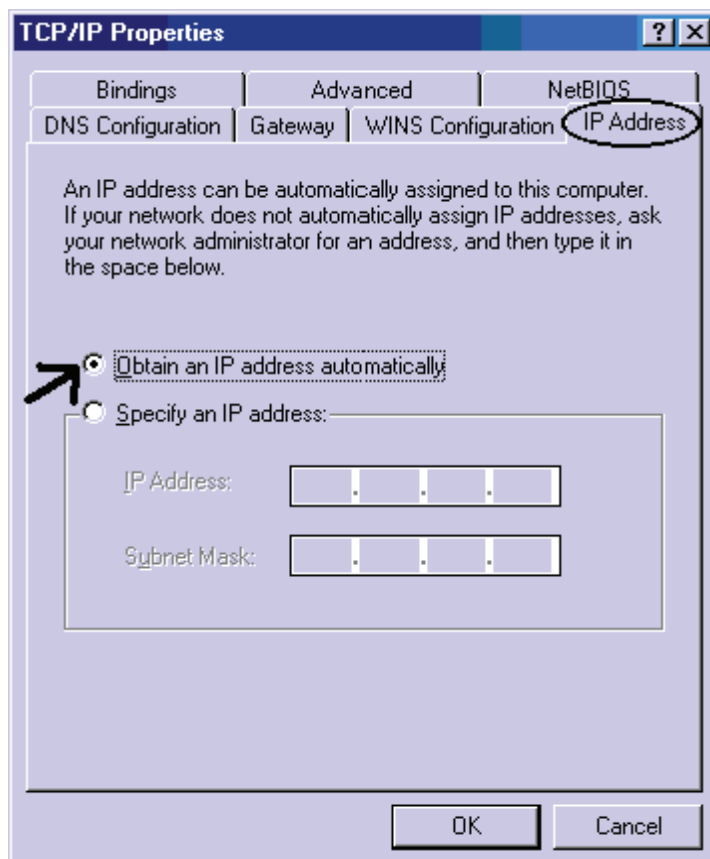 TCP/IP Properties
Bindings Advanced NetBIOS
DNS Configuration Gateway WINS Configuration IP Address
An IP address can be automatically assigned to this computer.
If your network does not automatically assign IP addresses, ask
your network administrator for an address, and then type it in
the space below.
Obtain an IP address automatically
Specify an IP address:
IP Address:
Subnet Mask:
OK Cancel